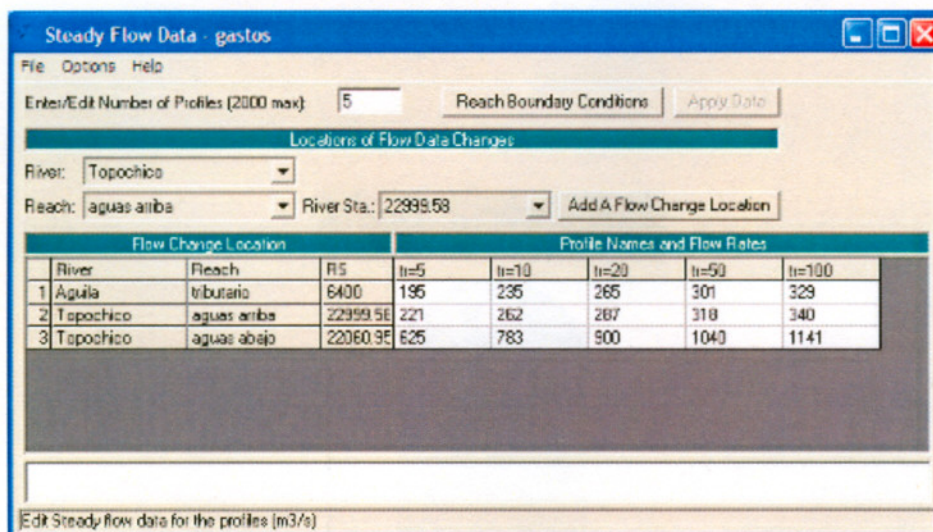 Steady Flow Data - gastos
File Options Help
Enter/Edit Number of Profiles (2000 max): 5 Reach Boundary Conditions Apply Data
Locations of Flow Data Changes
River: Topochico
Reach: aguas arriba River Sta.: 22999.58 Add A Flow Change Location
Flow Change Location Profile Names and Flow Rates
River Reach RS tr=5 tr=10 tr=20 tr=50 tr=100
1 Aguila tributario 6400 195 235 265 301 329
2 Topochico aguas arriba 22999.58 221 262 287 318 340
3 Topochico aguas abajo 22060.95 625 783 900 1040 1141
Edit Steady flow data for the profiles (m3/s)